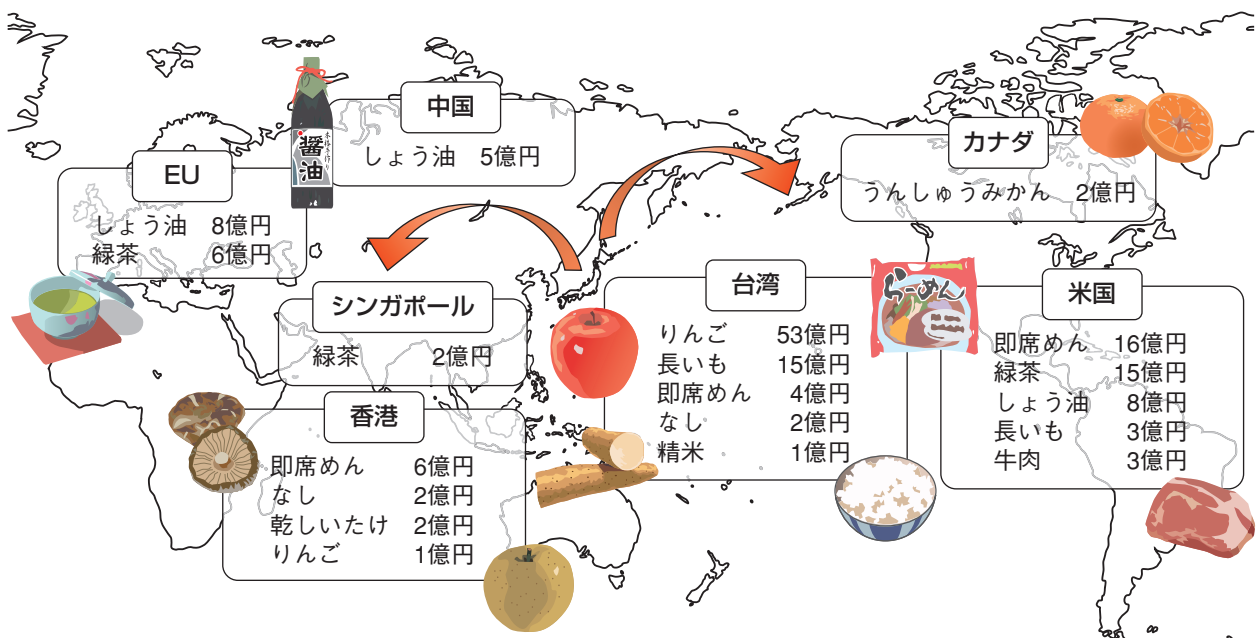 中国
しょう油 5億円
EU
しょう油 8億円
緑茶 6億円
本格手作り
醤油
カナダ
うんしゅうみかん 2億円
シンガポール
緑茶 2億円
香港
即席めん 6億円
なし 2億円
乾しいたけ 2億円
りんご 1億円
台湾
りんご 53億円
長いも 15億円
即席めん 4億円
なし 2億円
精米 1億円
らーめん
米国
即席めん 16億円
緑茶 15億円
しょう油 8億円
長いも 3億円
牛肉 3億円